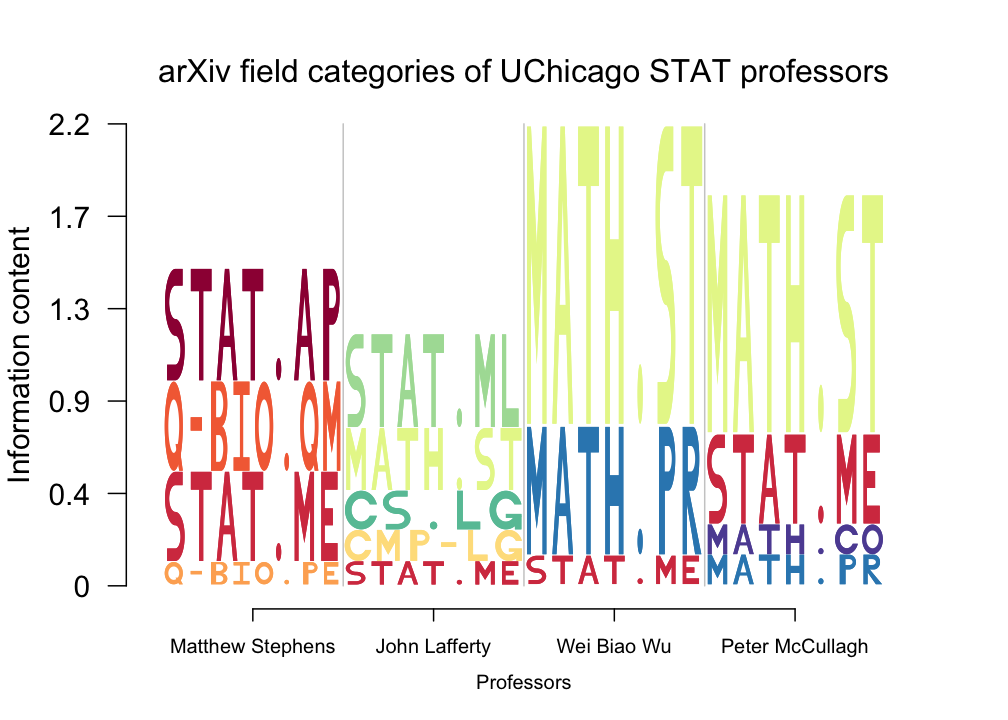 arXiv field categories of UChicago STAT professors
Information content
2.2
1.7
1.3
0.9
0.4
0
STAT.AP
Q-BIO.QM
STAT.ME
Q-BIO.PE
STAT.ML
MATH.ST
CS.LG
CMP-LG
STAT.ME
MATH.ST
MATH.PR
STAT.ME
MATH.ST
STAT.ME
MATH.CO
MATH.PR
Matthew Stephens
John Lafferty
Wei Biao Wu
Peter McCullagh
Professors